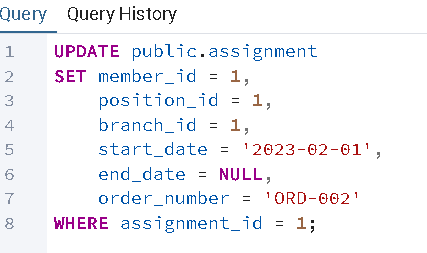 Query Query History
1 UPDATE public.assignment
2 SET member_id = 1,
3 position_id = 1,
4 branch_id = 1,
5 start_date = '2023-02-01',
6 end_date = NULL,
7 order_number = 'ORD-002'
8 WHERE assignment_id = 1;